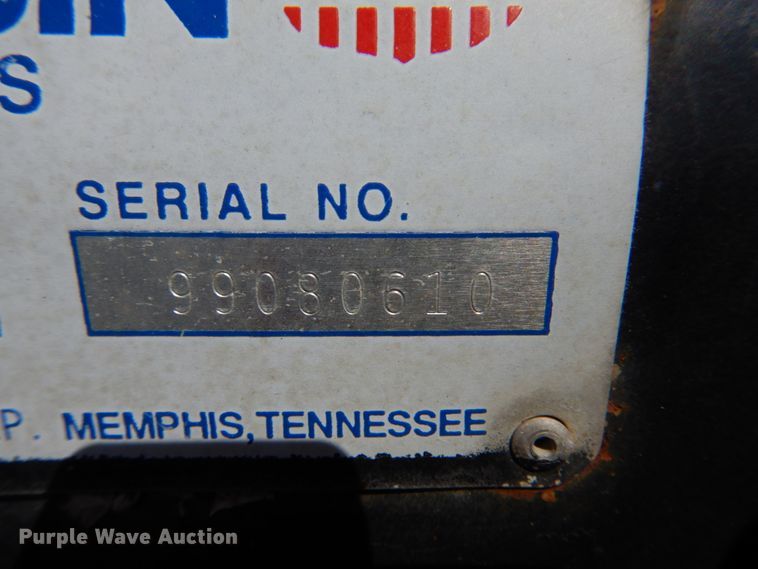 S
SERIAL NO.
99080610
P. MEMPHIS, TENNESSEE
Purple Wave Auction